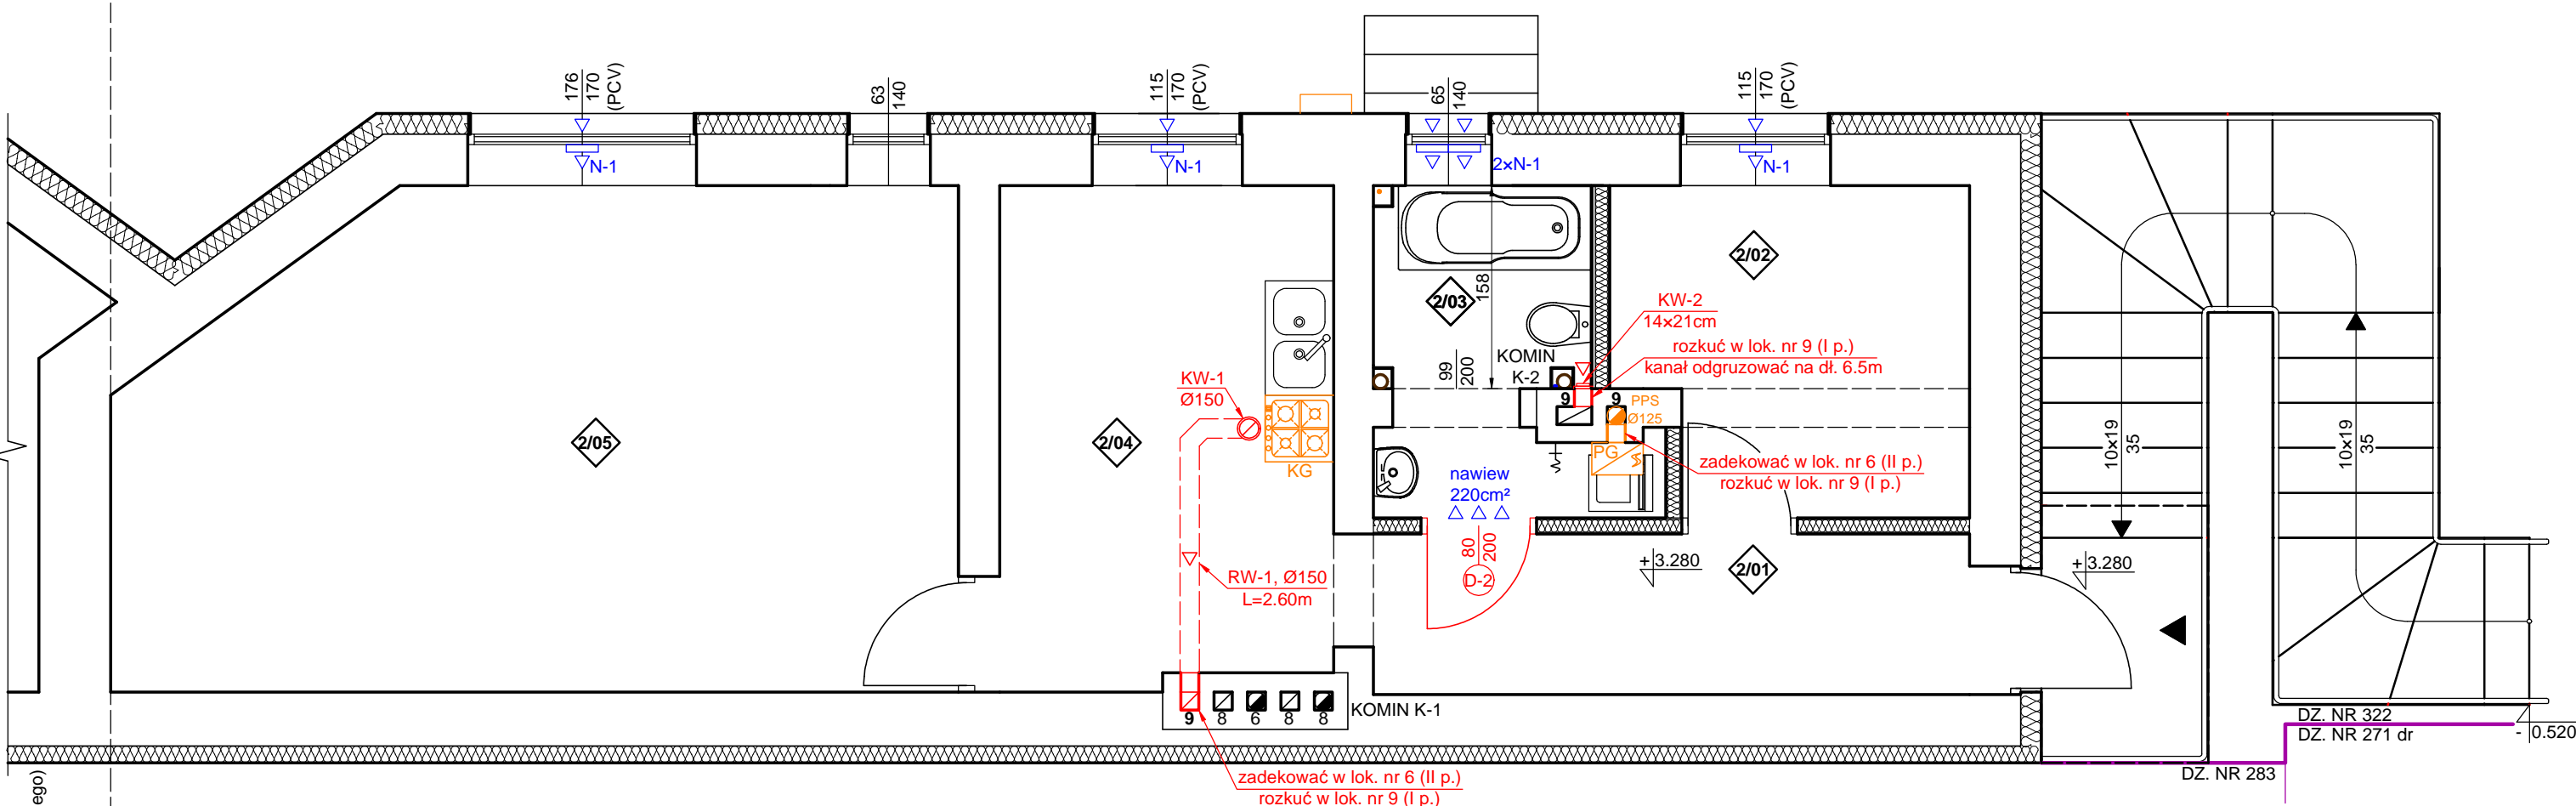 176
170
(PCV)
63
140
115
170
(PCV)
65
140
115
170
(PCV)
N-1
N-1
2×N-1
N-1
2/02
2/03
158
KW-2
14×21cm
rozkuć w lok. nr 9 (I p.)
kanał odgruzować na dł. 6.5m
KOMIN
K-2
99
200
KW-1
Ø150
9
9
PPS
Ø125
2/05
2/04
KG
PG
10×19
35
10×19
35
zadekować w lok. nr 6 (II p.)
rozkuć w lok. nr 9 (I p.)
nawiew
220cm²
80
200
D-2
+3.280
2/01
+3.280
RW-1, Ø150
L=2.60m
9
8
6
8
8
KOMIN K-1
DZ. NR 322
DZ. NR 271 dr
-0.520
DZ. NR 283
zadekować w lok. nr 6 (II p.)
rozkuć w lok. nr 9 (I p.)
ego)